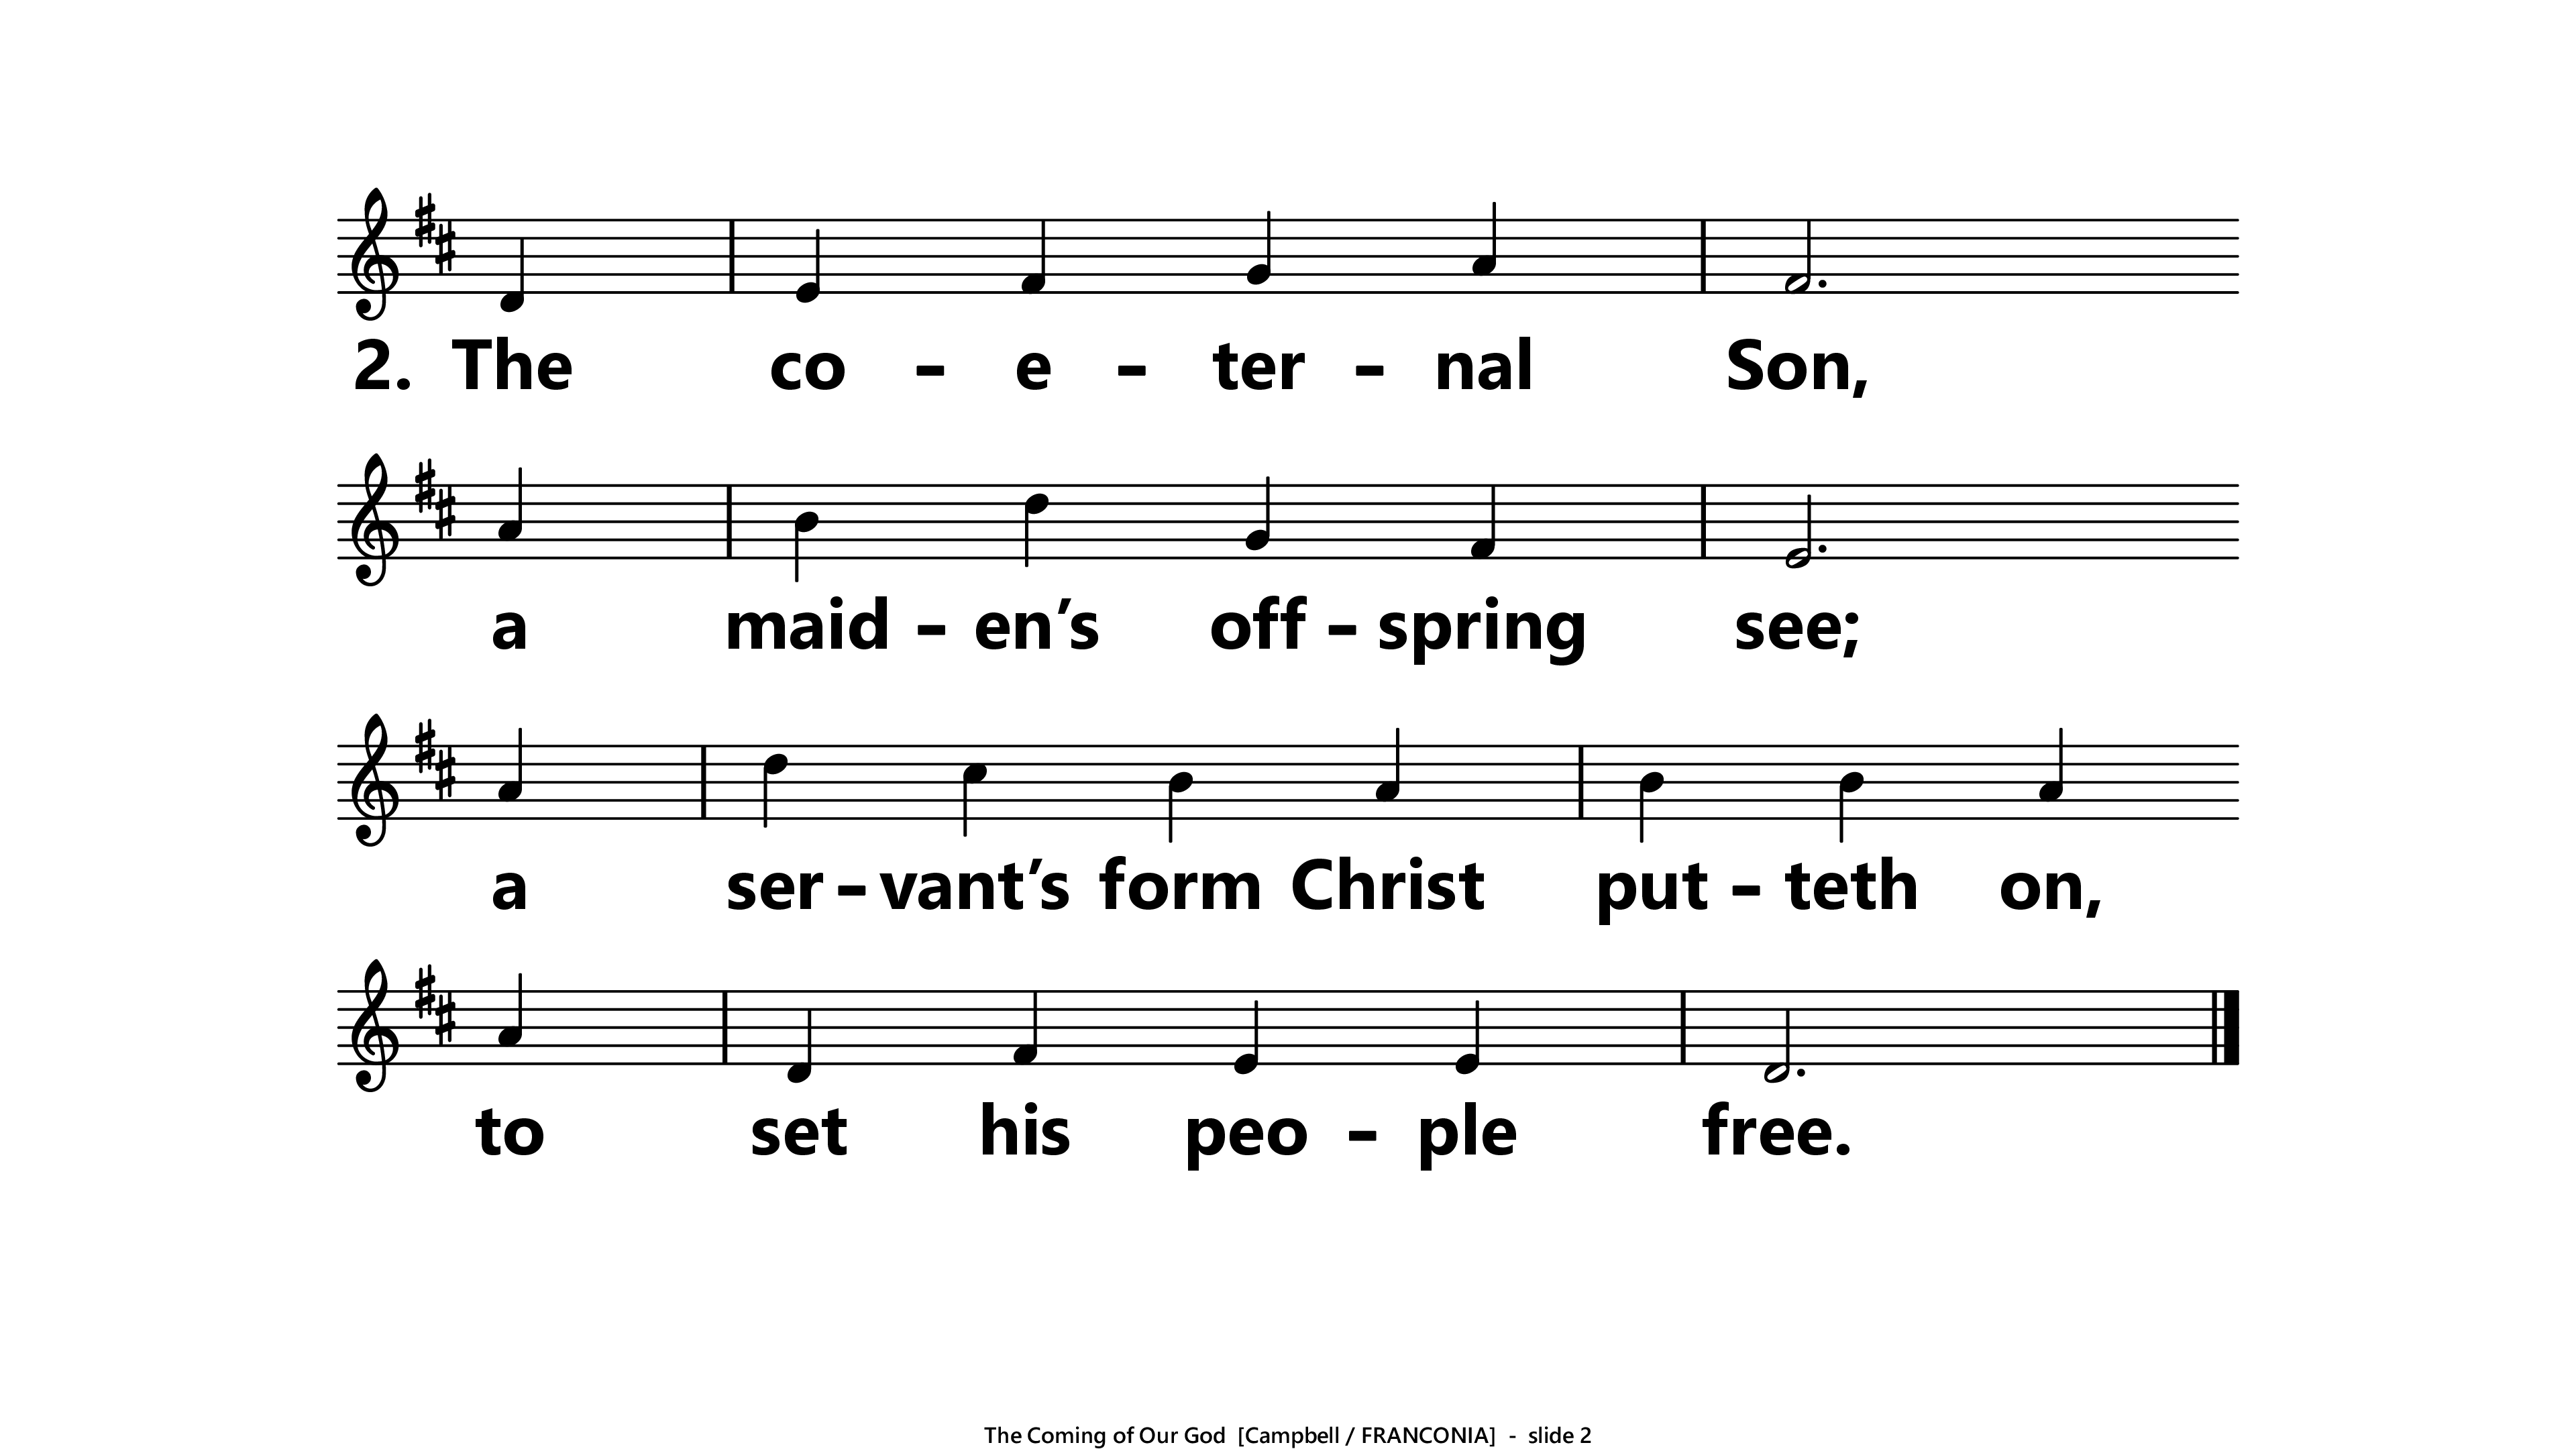 2. The co - e - ter - nal Son,
a maid - en’s off - spring see;
a ser - vant’s form Christ put - teth on,
to set his peo - ple free.
The Coming of Our God [Campbell / FRANCONIA] - slide 2